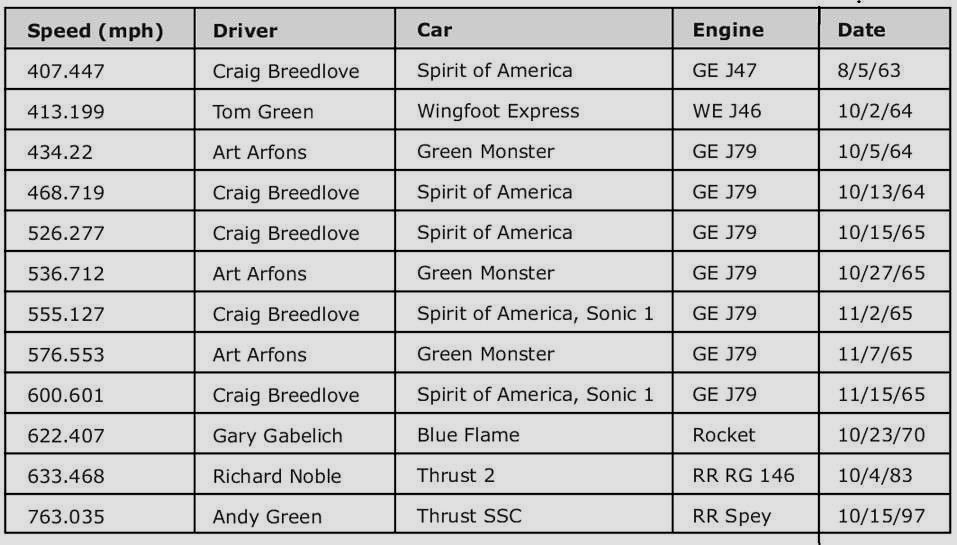 Speed (mph) Driver Car Engine Date
407.447 Craig Breedlove Spirit of America GE J47 8/5/63
413.199 Tom Green Wingfoot Express WE J46 10/2/64
434.22 Art Arfons Green Monster GE J79 10/5/64
468.719 Craig Breedlove Spirit of America GE J79 10/13/64
526.277 Craig Breedlove Spirit of America GE J79 10/15/65
536.712 Art Arfons Green Monster GE J79 10/27/65
555.127 Craig Breedlove Spirit of America, Sonic 1 GE J79 11/2/65
576.553 Art Arfons Green Monster GE J79 11/7/65
600.601 Craig Breedlove Spirit of America, Sonic 1 GE J79 11/15/65
622.407 Gary Gabelich Blue Flame Rocket 10/23/70
633.468 Richard Noble Thrust 2 RR RG 146 10/4/83
763.035 Andy Green Thrust SSC RR Spey 10/15/97